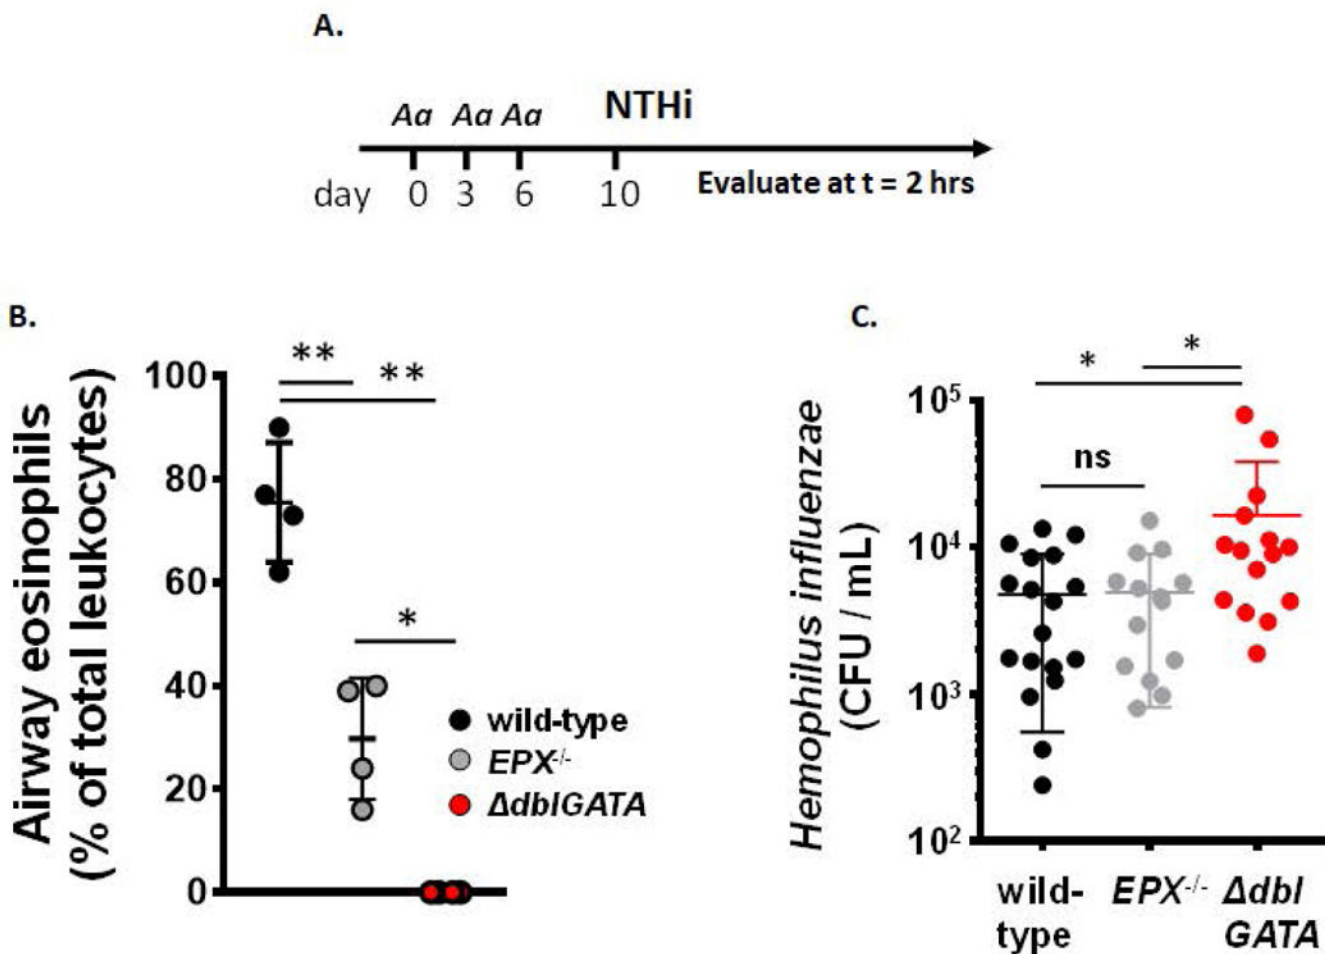 A.
Aa Aa Aa NTHi
day 0 3 6 10 Evaluate at t = 2 hrs
B.
Airway eosinophils
(% of total leukocytes)
100
80
60
40
20
0
** **
*
wild-type
EPX-/-
ΔdblGATA
C.
Hemophilus influenzae
(CFU / mL)
10⁵
10⁴
10³
10²
* *
ns
wild-
type
EPX-/-
Δdbl
GATA